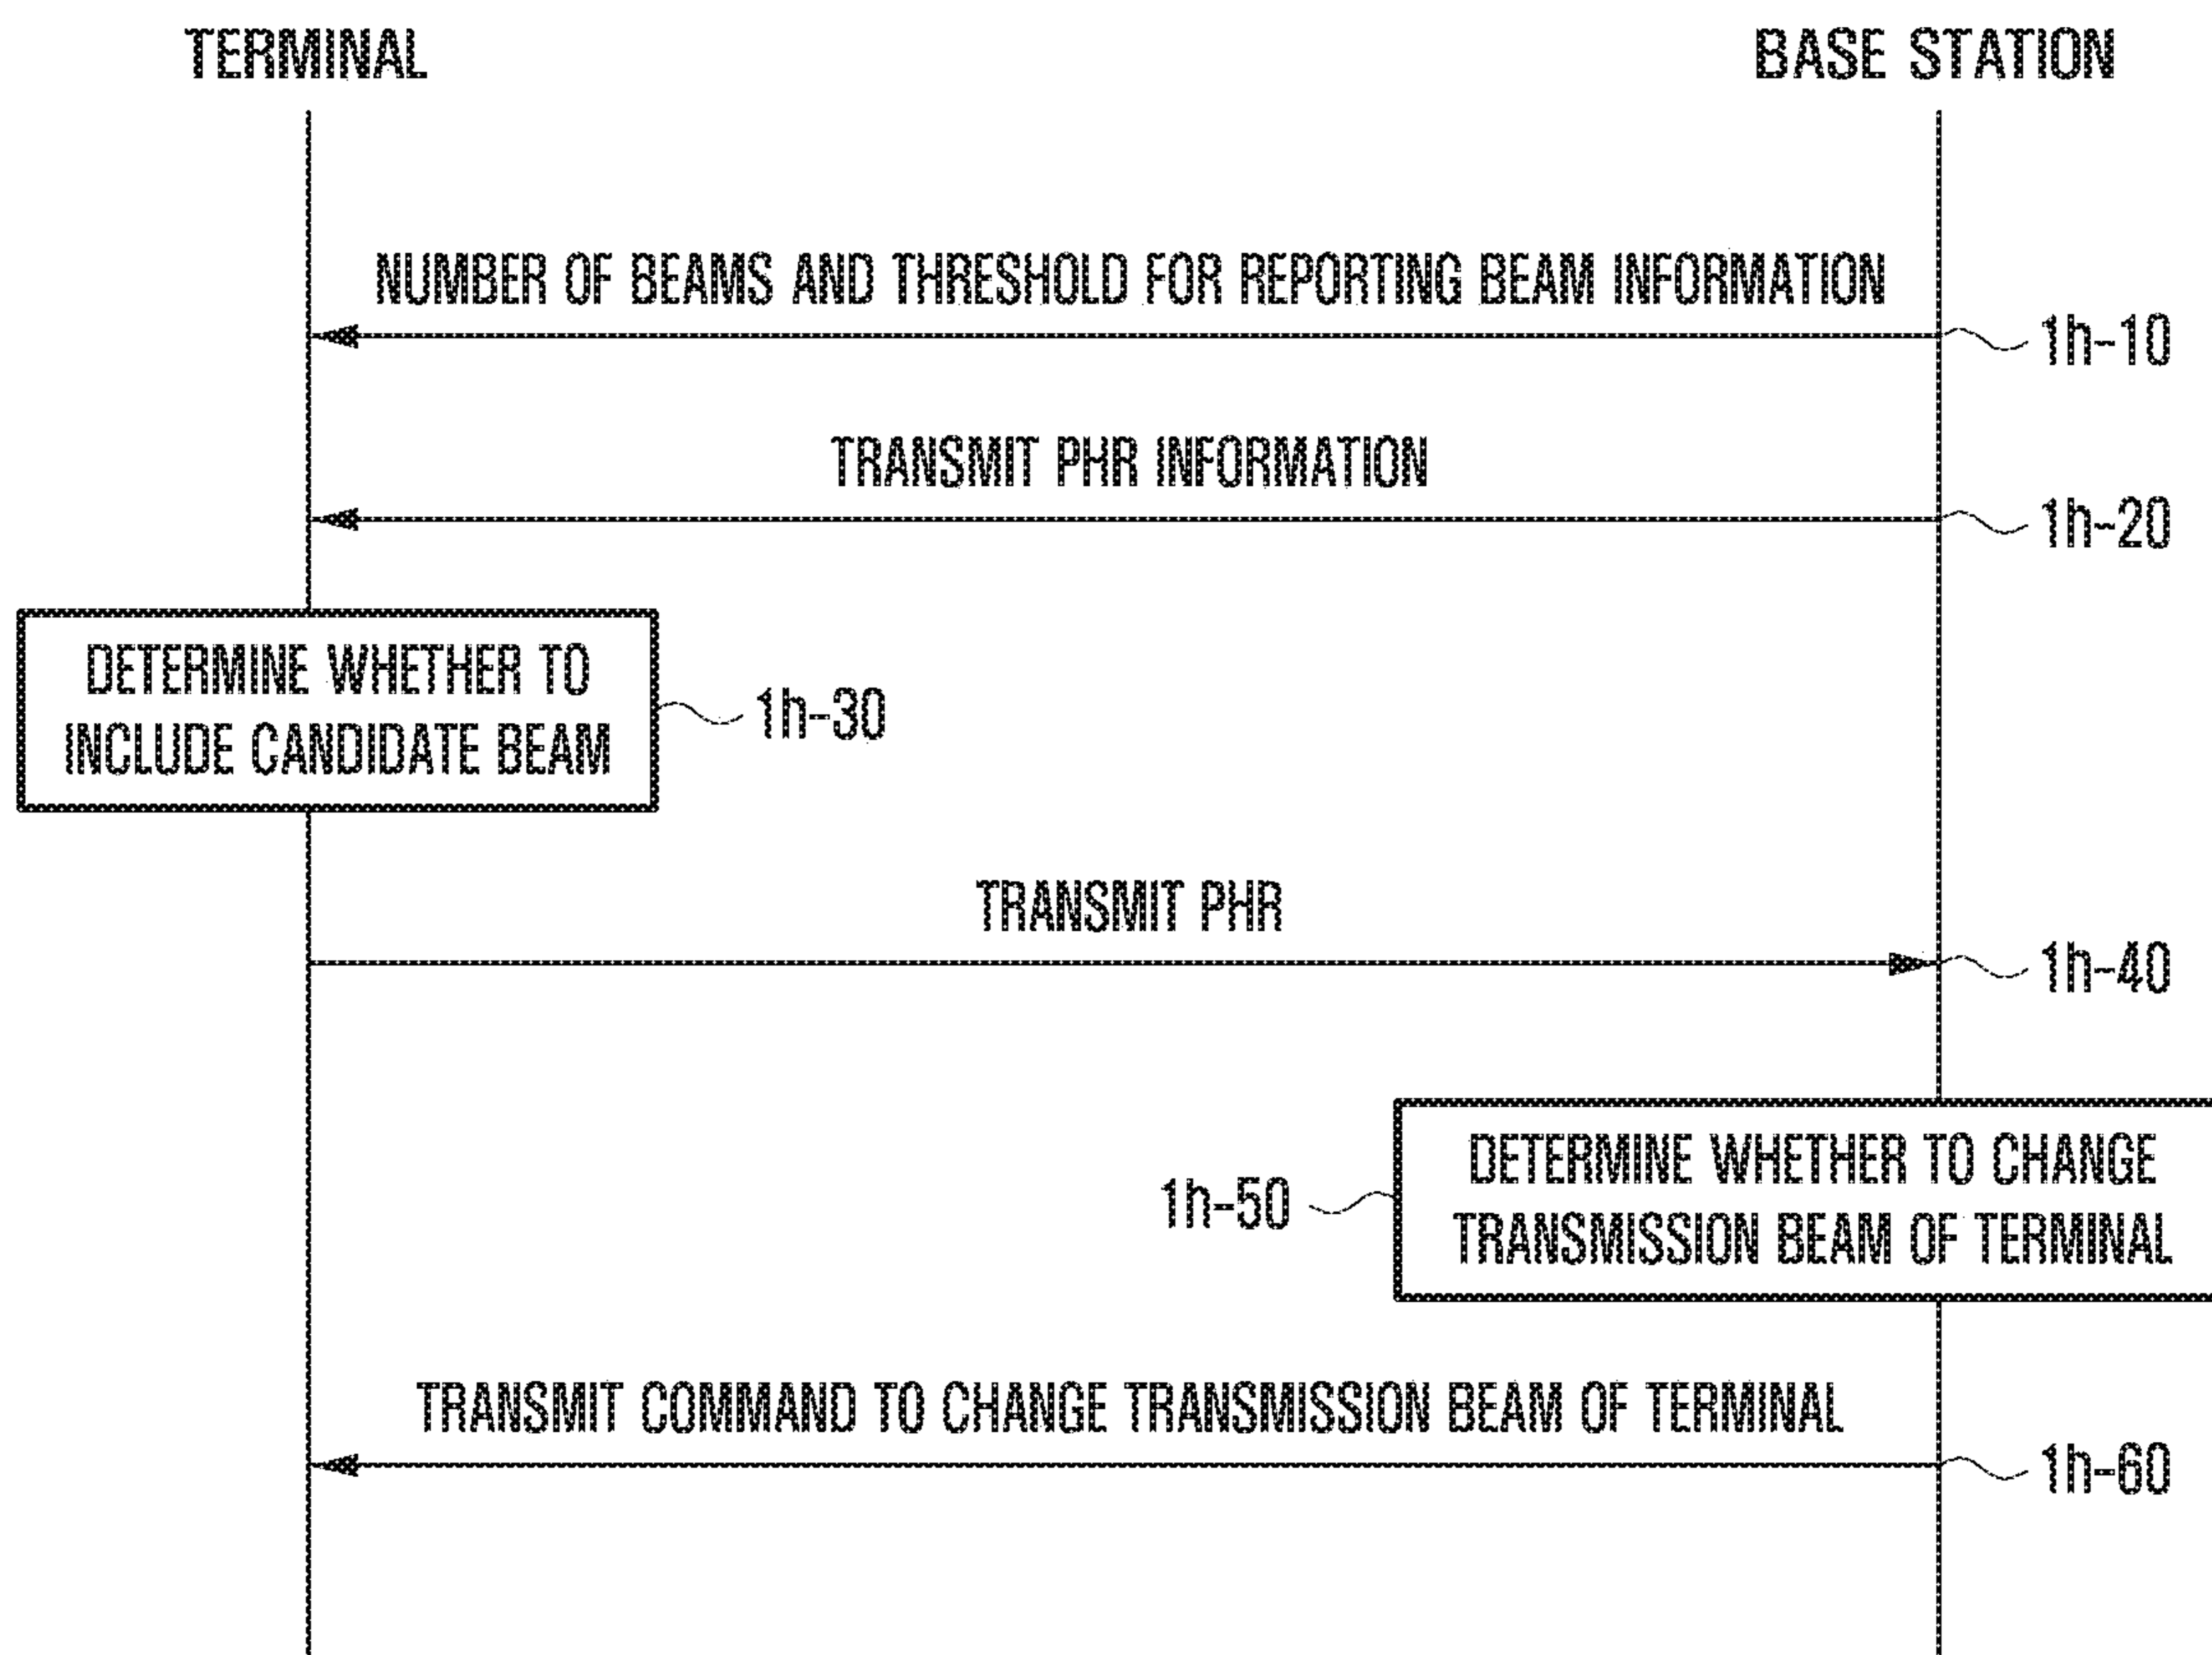 TERMINAL
BASE STATION
NUMBER OF BEAMS AND THRESHOLD FOR REPORTING BEAM INFORMATION
1h-10
TRANSMIT PHR INFORMATION
1h-20
DETERMINE WHETHER TO
INCLUDE CANDIDATE BEAM
1h-30
TRANSMIT PHR
1h-40
DETERMINE WHETHER TO CHANGE
TRANSMISSION BEAM OF TERMINAL
1h-50
TRANSMIT COMMAND TO CHANGE TRANSMISSION BEAM OF TERMINAL
1h-60